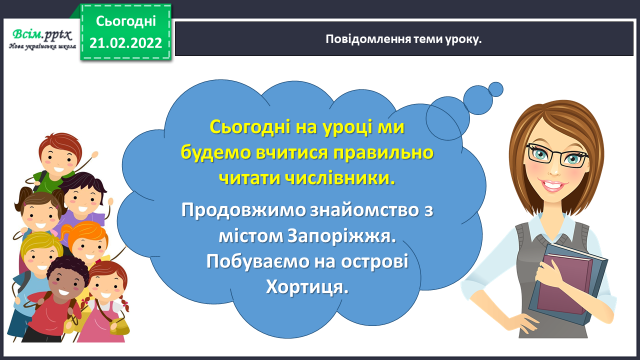 Всім.pptx
Нова українська школа
Сьогодні
21.02.2022
Повідомлення теми уроку.
Сьогодні на уроці ми
будемо вчитися правильно
читати числівники.
Продовжимо знайомство з
містом Запоріжжя.
Побуваємо на острові
Хортиця.